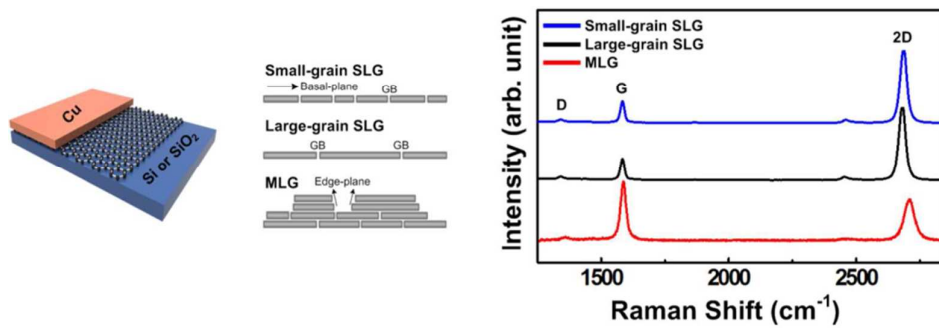 Cu
Si or SiO₂
Small-grain SLG
Basal-plane
GB
Large-grain SLG
GB
GB
MLG
Edge-plane
Small-grain SLG
Large-grain SLG
MLG
2D
D
G
Intensity (arb. unit)
1500
2000
2500
Raman Shift (cm⁻¹)